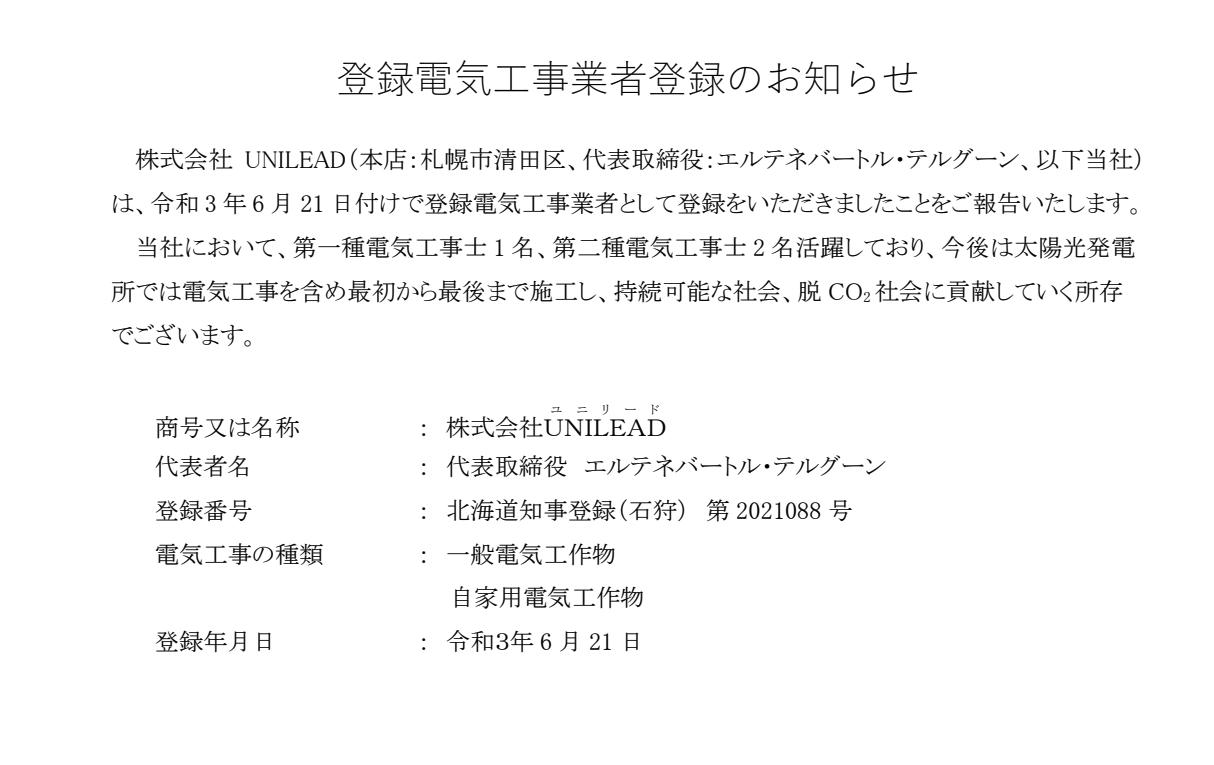 登録電気工事業者登録のお知らせ
株式会社 UNILEAD（本店：札幌市清田区、代表取締役：エルテネバートル・テルグーン、以下当社）
は、令和 3 年 6 月 21 日付けで登録電気工事業者として登録をいただきましたことをご報告いたします。
当社において、第一種電気工事士 1 名、第二種電気工事士 2 名活躍しており、今後は太陽光発電
所では電気工事を含め最初から最後まで施工し、持続可能な社会、脱 CO₂ 社会に貢献していく所存
でございます。
ユニリード
商号又は名称 ： 株式会社UNILEAD
代表者名 ： 代表取締役 エルテネバートル・テルグーン
登録番号 ： 北海道知事登録（石狩） 第 2021088 号
電気工事の種類 ： 一般電気工作物
自家用電気工作物
登録年月日 ： 令和３年 6 月 21 日